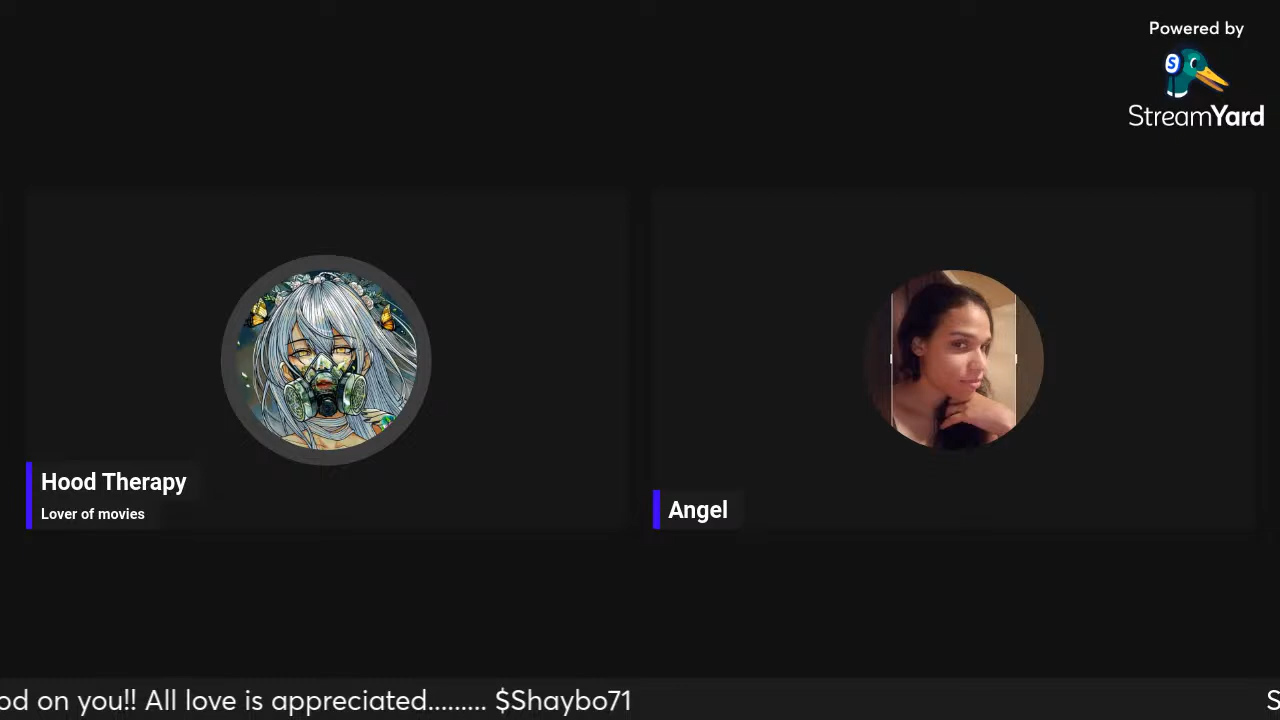 Powered by
StreamYard
Hood Therapy
Lover of movies
Angel
od on you!! All love is appreciated......... $Shaybo71
S